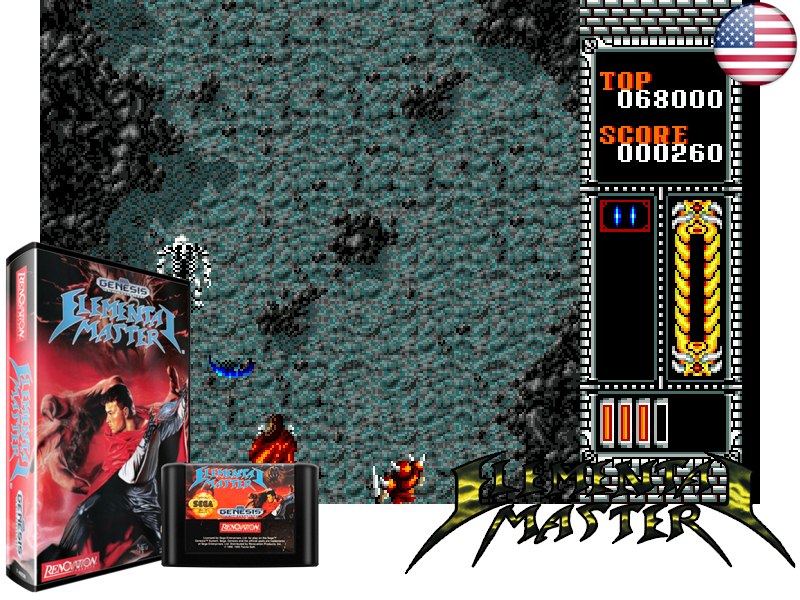 TOP
068000
SCORE
000260
GENESIS
ELEMENTAL
MASTER
RENOVATION
ELEMENTAL MASTER
GENESIS
RENOVATION
ELEMENTAL
MASTER
SEGA
GENESIS
RENOVATION
ELEMENTAL
MASTER